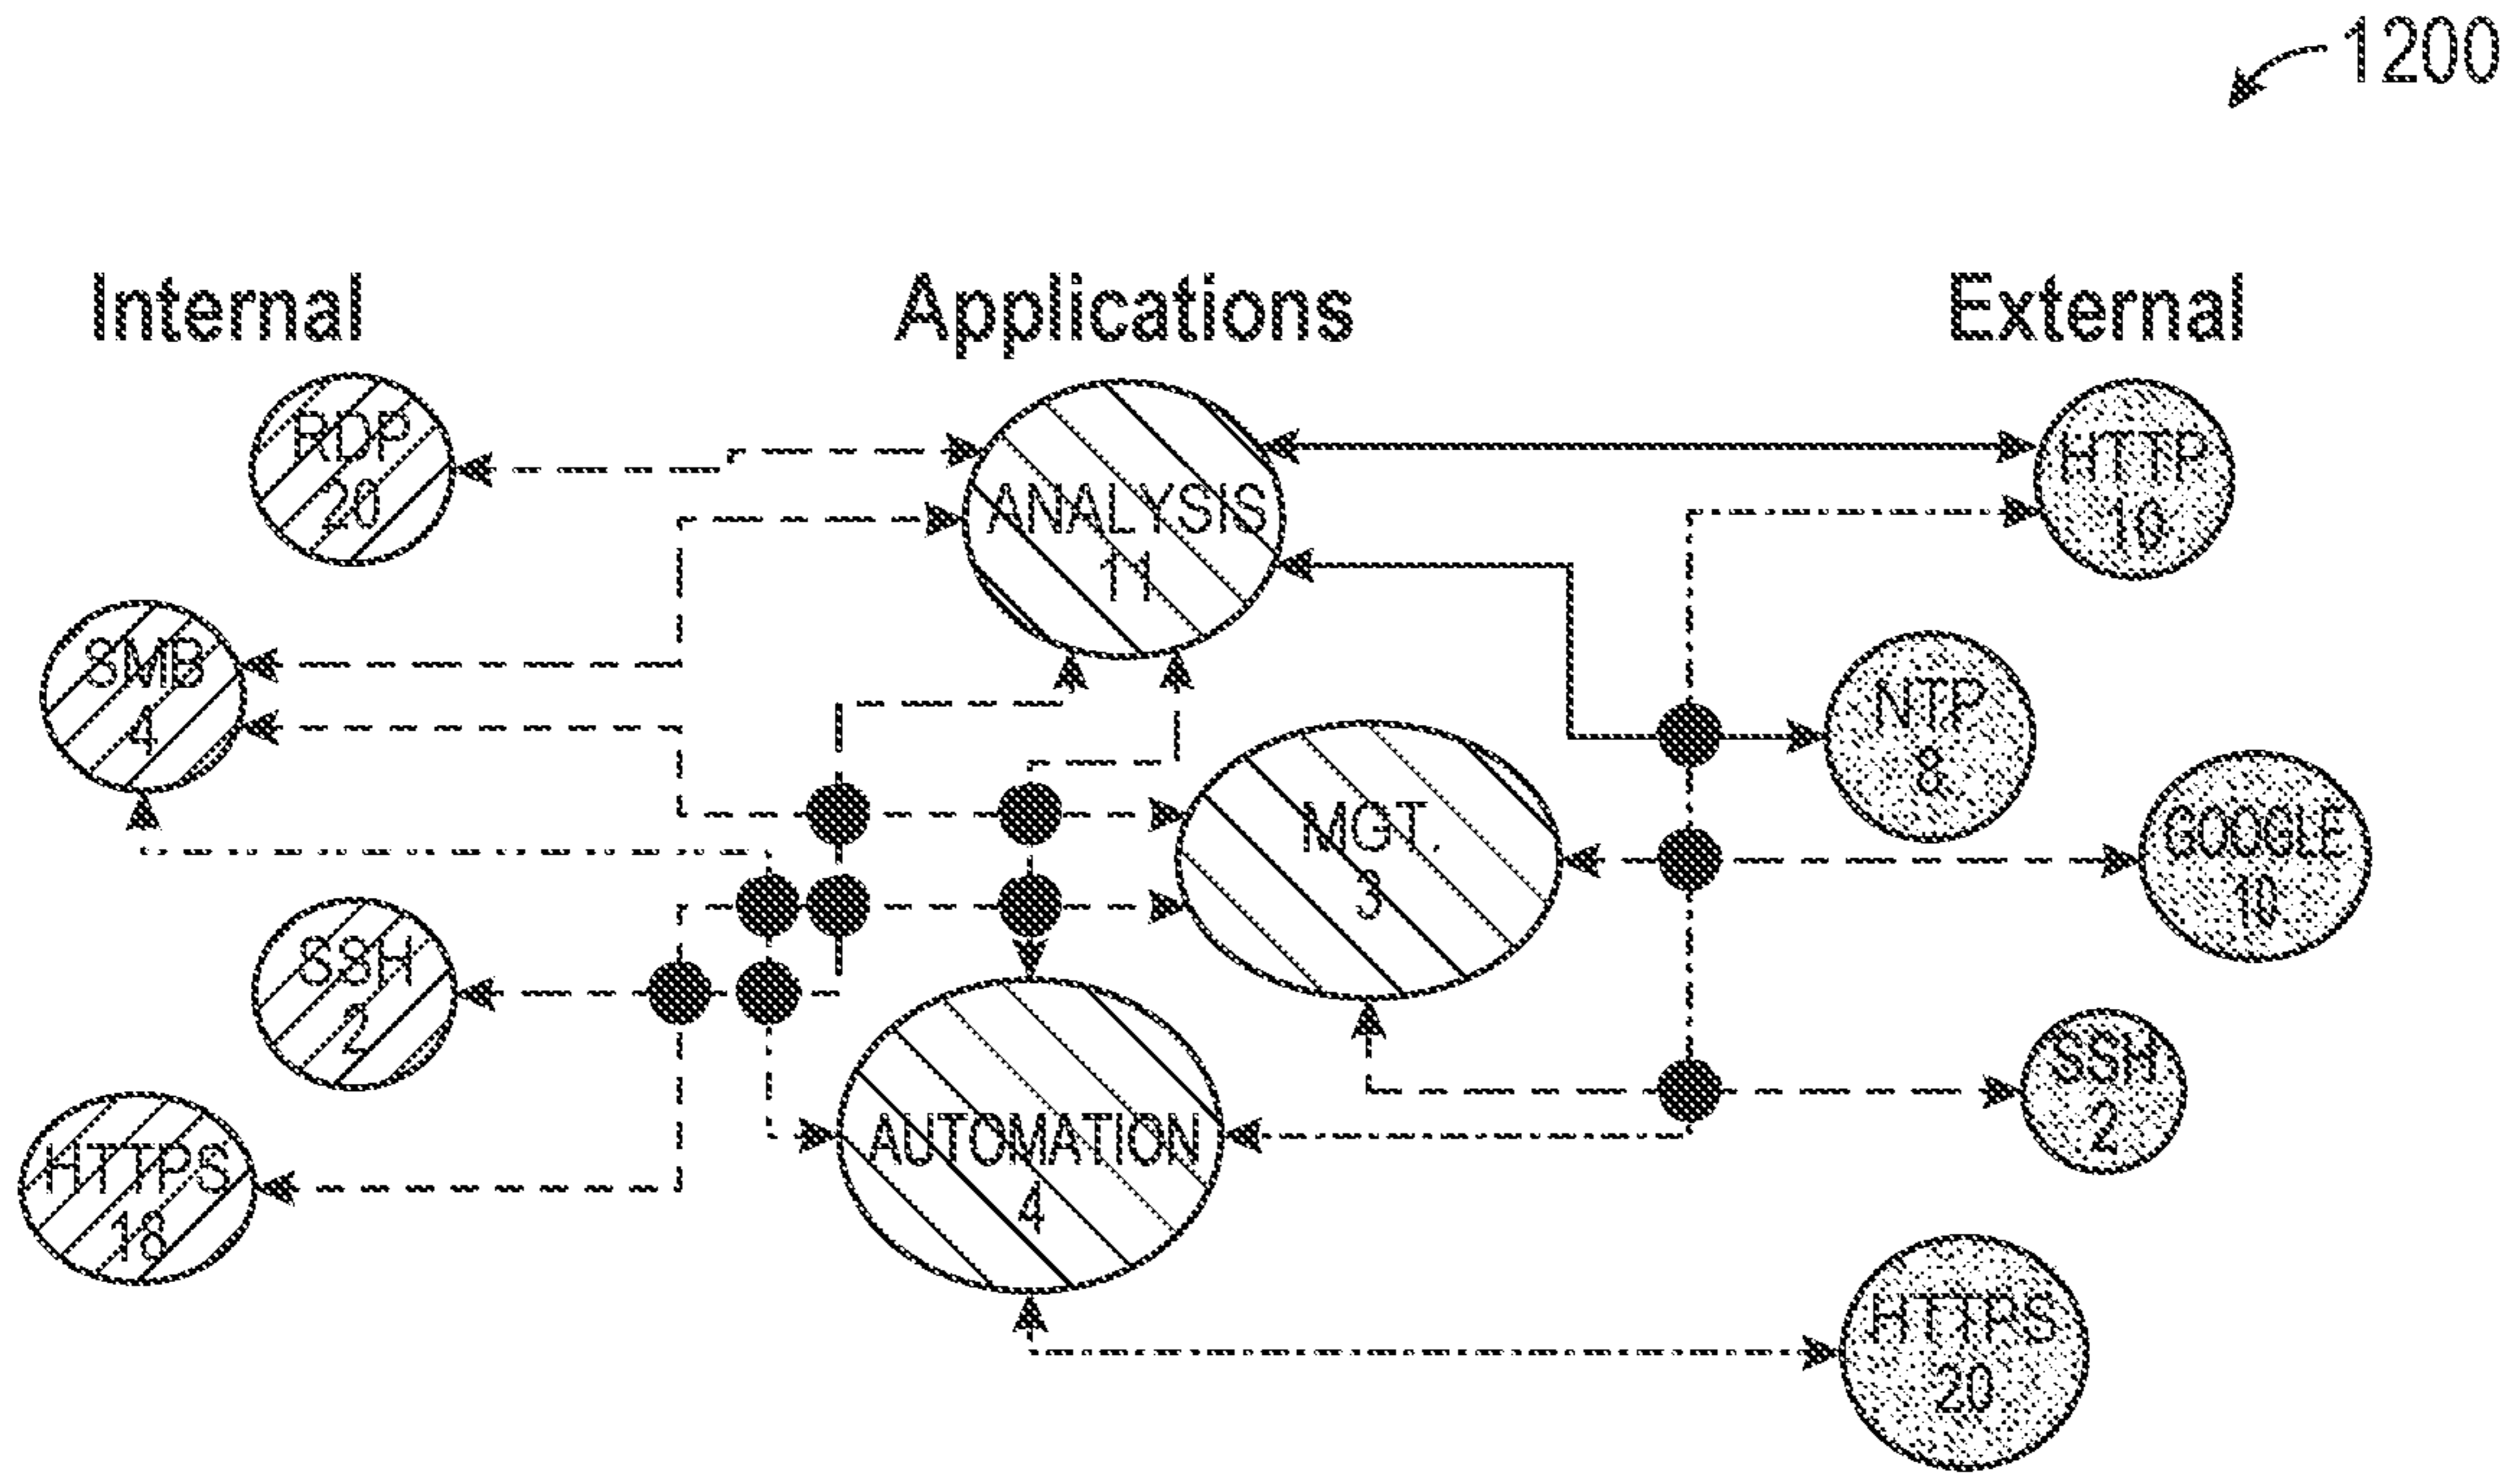 1200
Internal
Applications
External
RDP
20
ANALYSIS
11
HTTP
10
8MB
4
NTP
8
MGT.
3
GOOGLE
10
SSH
2
SSH
2
AUTOMATION
4
HTTPS
18
HTTPS
20